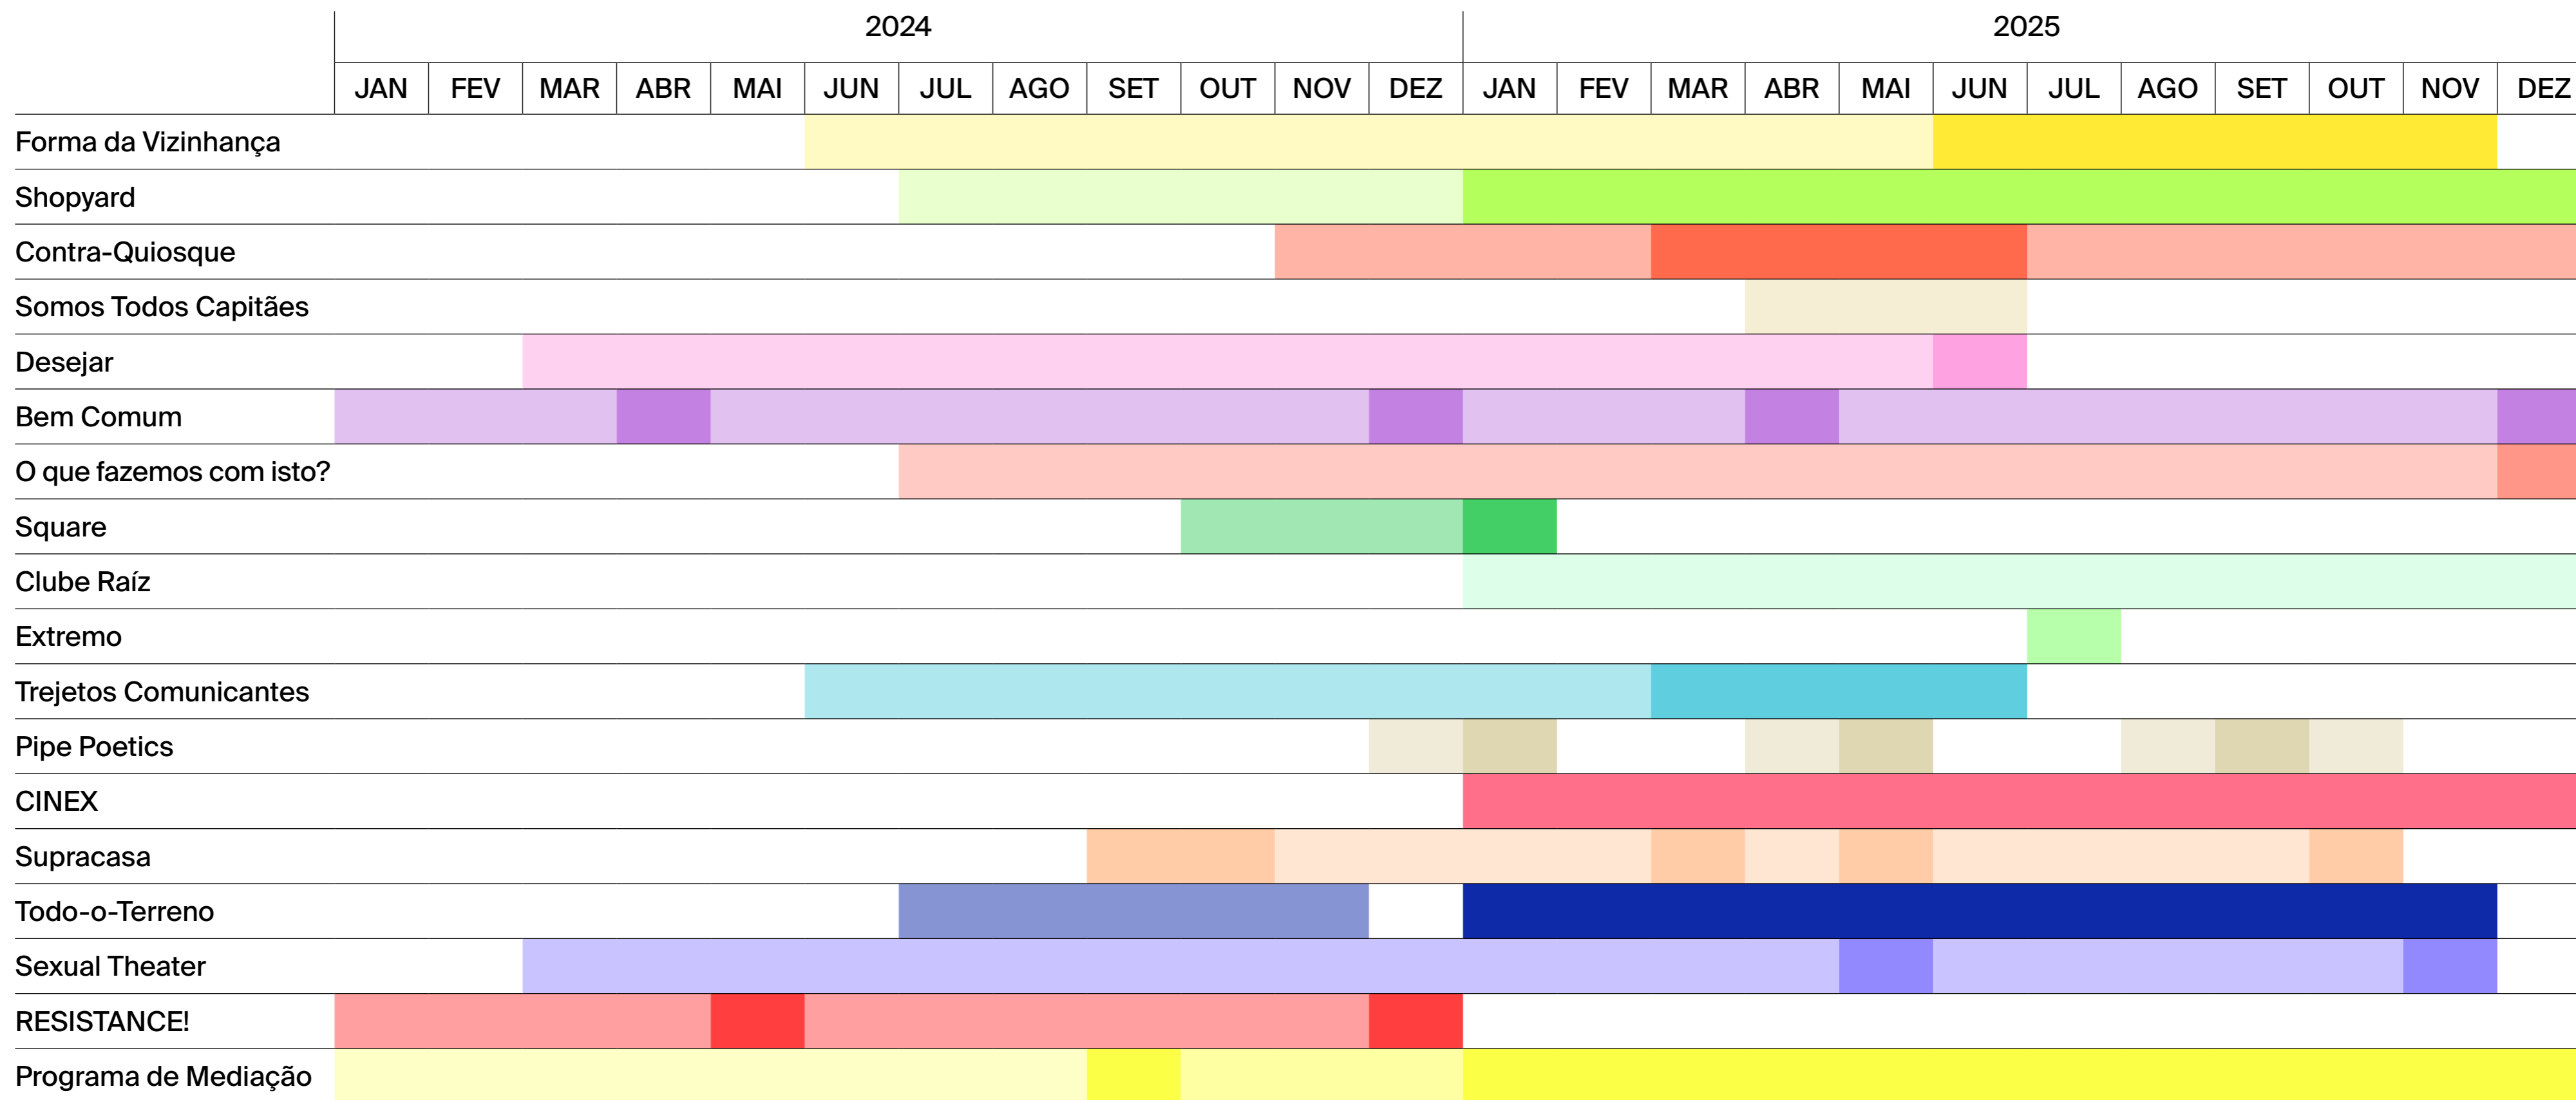 2024 2025
JAN FEV MAR ABR MAI JUN JUL AGO SET OUT NOV DEZ JAN FEV MAR ABR MAI JUN JUL AGO SET OUT NOV DEZ
Forma da Vizinhança
Shopyard
Contra-Quiosque
Somos Todos Capitães
Desejar
Bem Comum
O que fazemos com isto?
Square
Clube Raíz
Extremo
Trejetos Comunicantes
Pipe Poetics
CINEX
Supracasa
Todo-o-Terreno
Sexual Theater
RESISTANCE!
Programa de Mediação